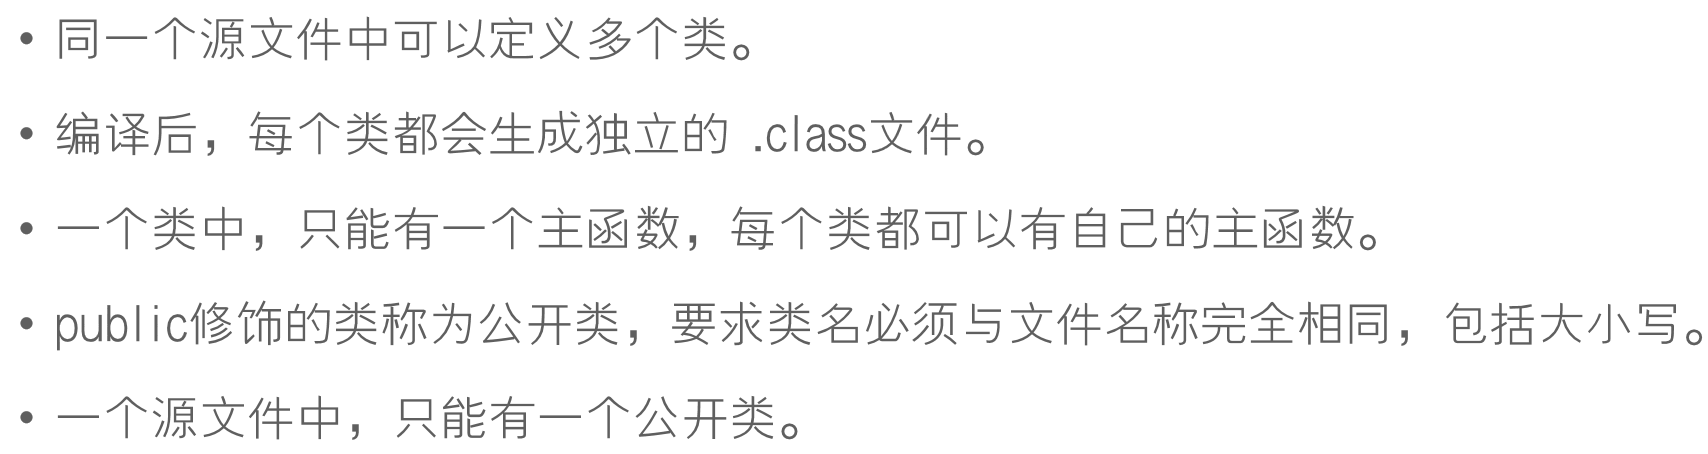 • 同一个源文件中可以定义多个类。
• 编译后，每个类都会生成独立的 .class文件。
• 一个类中，只能有一个主函数，每个类都可以有自己的主函数。
• public修饰的类称为公开类，要求类名必须与文件名称完全相同，包括大小写。
• 一个源文件中，只能有一个公开类。